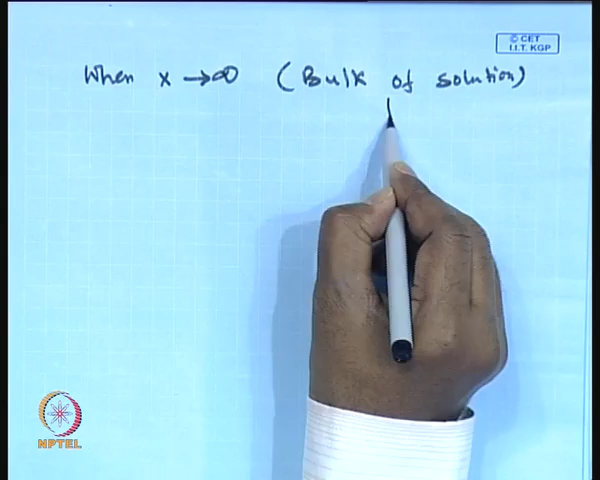 © CET
I.I.T. KGP
When x → ∞ (Bulk of solution)
NPTEL